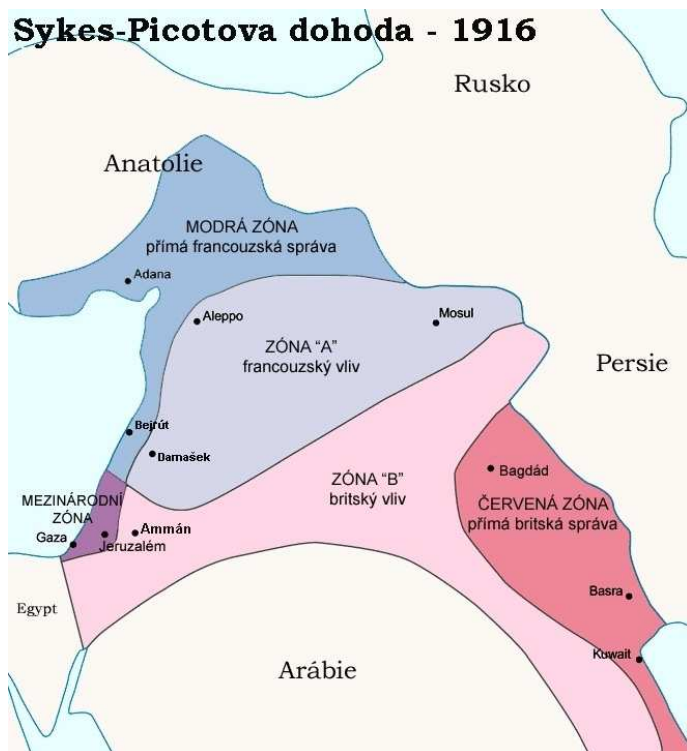 Sykes-Picotova dohoda - 1916
Rusko
Anatolie
MODRÁ ZÓNA
přímá francouzská správa
Adana
Aleppo
Mosul
ZÓNA "A"
francouzský vliv
Persie
Bejrút
Damašek
ZÓNA "B"
britský vliv
Bagdád
MEZINÁRODNÍ
ZÓNA
ČERVENÁ ZÓNA
přímá britská správa
Gaza
Jeruzalém
Ammán
Basra
Egypt
Kuwait
Arábie